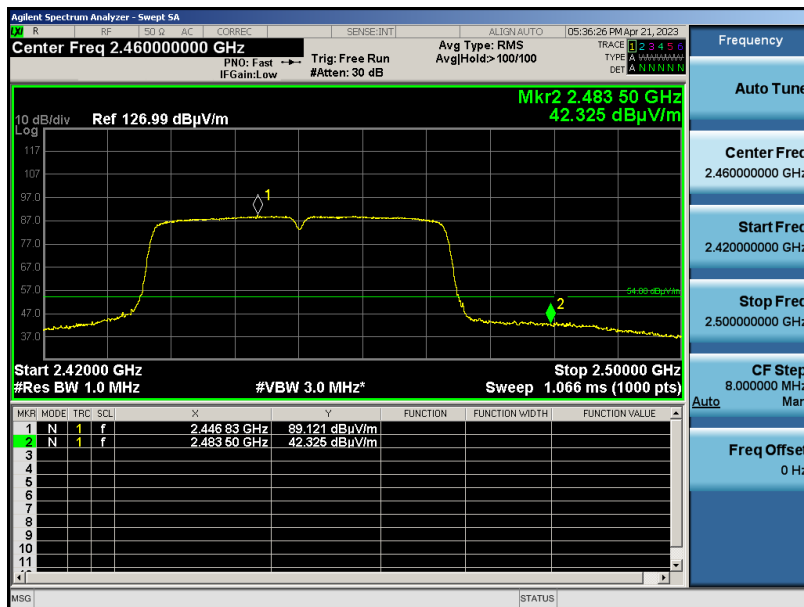 Agilent Spectrum Analyzer - Swept SA
LXI R RF 50 Ω AC CORREC SENSE:INT ALIGN AUTO 05:36:26 PM Apr 21, 2023
Center Freq 2.460000000 GHz
PNO: Fast
IFGain:Low
Trig: Free Run
#Atten: 30 dB
Avg Type: RMS
Avg|Hold:>100/100
TRACE 1 2 3 4 5 6
TYPE A WWWWW
DET A N N N N N
Mkr2 2.483 50 GHz
42.325 dBµV/m
10 dB/div Ref 126.99 dBµV/m
Log
117
107
97.0
87.0
77.0
67.0
57.0
47.0
37.0
1
54.00 dBµV/m
2
Start 2.42000 GHz Stop 2.50000 GHz
#Res BW 1.0 MHz #VBW 3.0 MHz* Sweep 1.066 ms (1000 pts)
MKR MODE TRC SCL X Y FUNCTION FUNCTION WIDTH FUNCTION VALUE
1 N 1 f 2.446 83 GHz 89.121 dBµV/m
2 N 1 f 2.483 50 GHz 42.325 dBµV/m
3
4
5
6
7
8
9
10
11
MSG STATUS
Frequency
Auto Tune
Center Freq
2.460000000 GHz
Start Freq
2.420000000 GHz
Stop Freq
2.500000000 GHz
CF Step
8.000000 MHz
Auto Man
Freq Offset
0 Hz